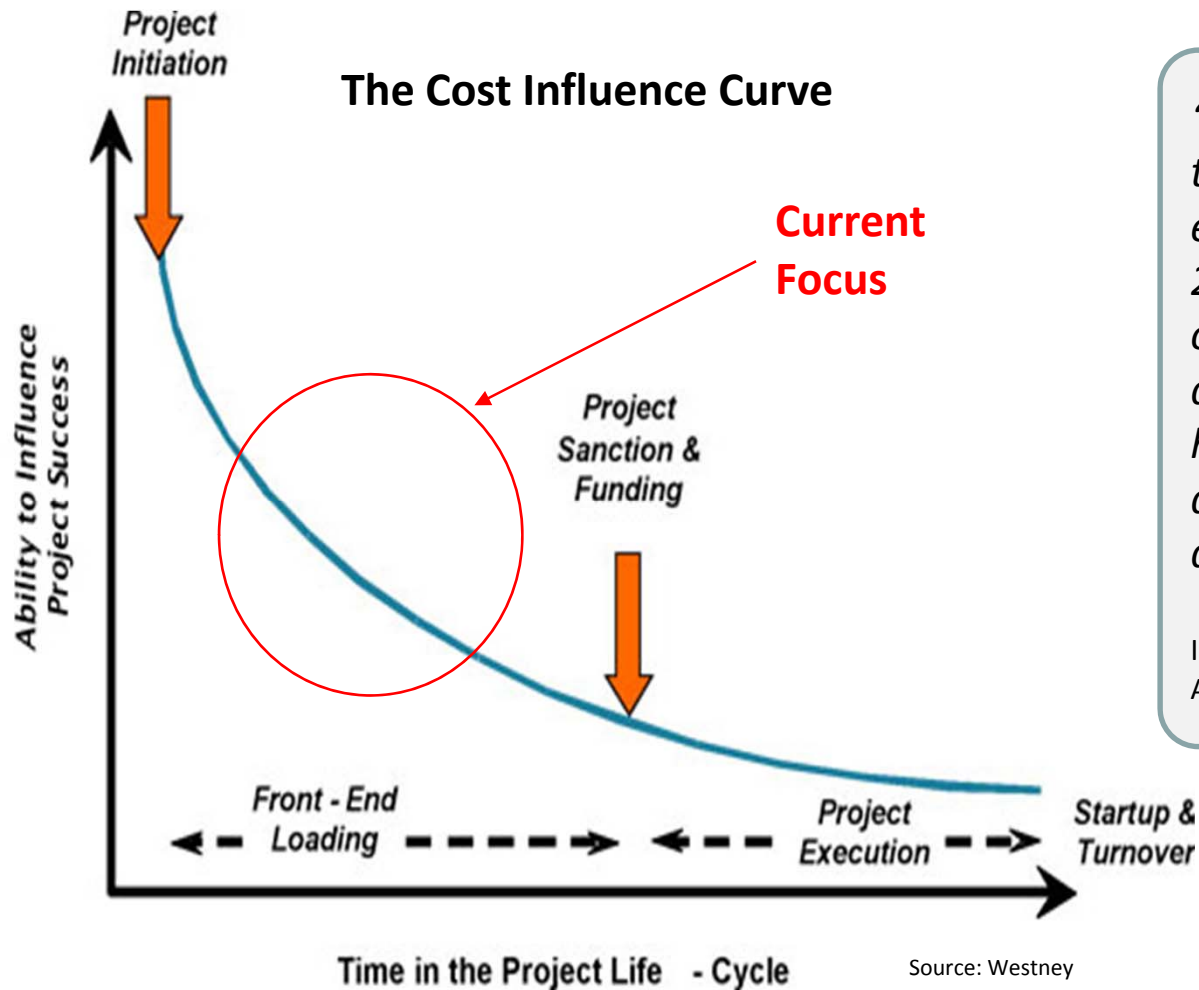 Project
Initiation
The Cost Influence Curve
Current
Focus
Project
Sanction &
Funding
Ability to Influence
Project Success
Front - End
Loading
Project
Execution
Startup &
Turnover
Time in the Project Life - Cycle
Source: Westney